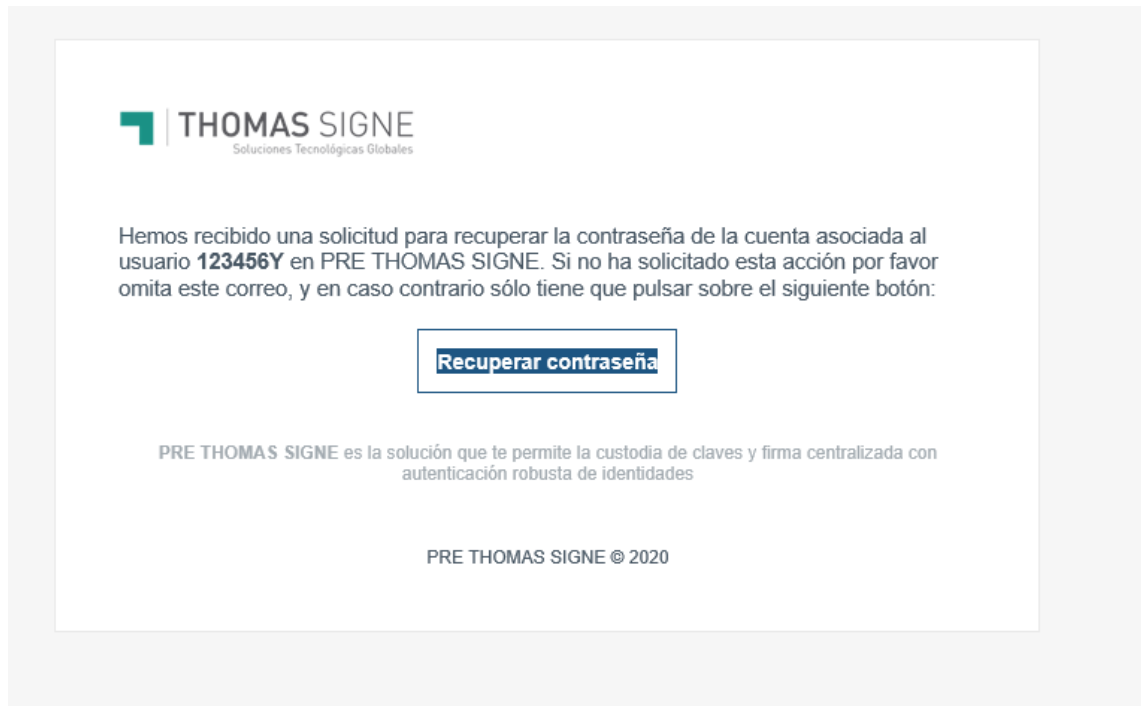 THOMAS SIGNE
Soluciones Tecnológicas Globales
Hemos recibido una solicitud para recuperar la contraseña de la cuenta asociada al
usuario 123456Y en PRE THOMAS SIGNE. Si no ha solicitado esta acción por favor
omita este correo, y en caso contrario sólo tiene que pulsar sobre el siguiente botón:
Recuperar contraseña
PRE THOMAS SIGNE es la solución que te permite la custodia de claves y firma centralizada con
autenticación robusta de identidades
PRE THOMAS SIGNE © 2020